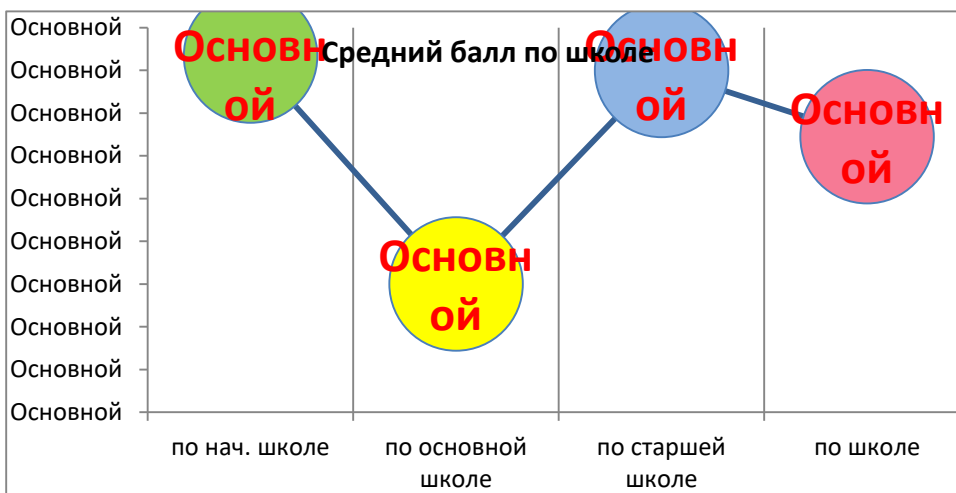 Средний балл по школе
Основной
Основной
Основной
Основной
Основной
Основной
Основной
Основной
Основной
Основной
Основн
ой
Основн
ой
Основн
ой
Основн
ой
по нач. школе
по основной
школе
по старшей
школе
по школе